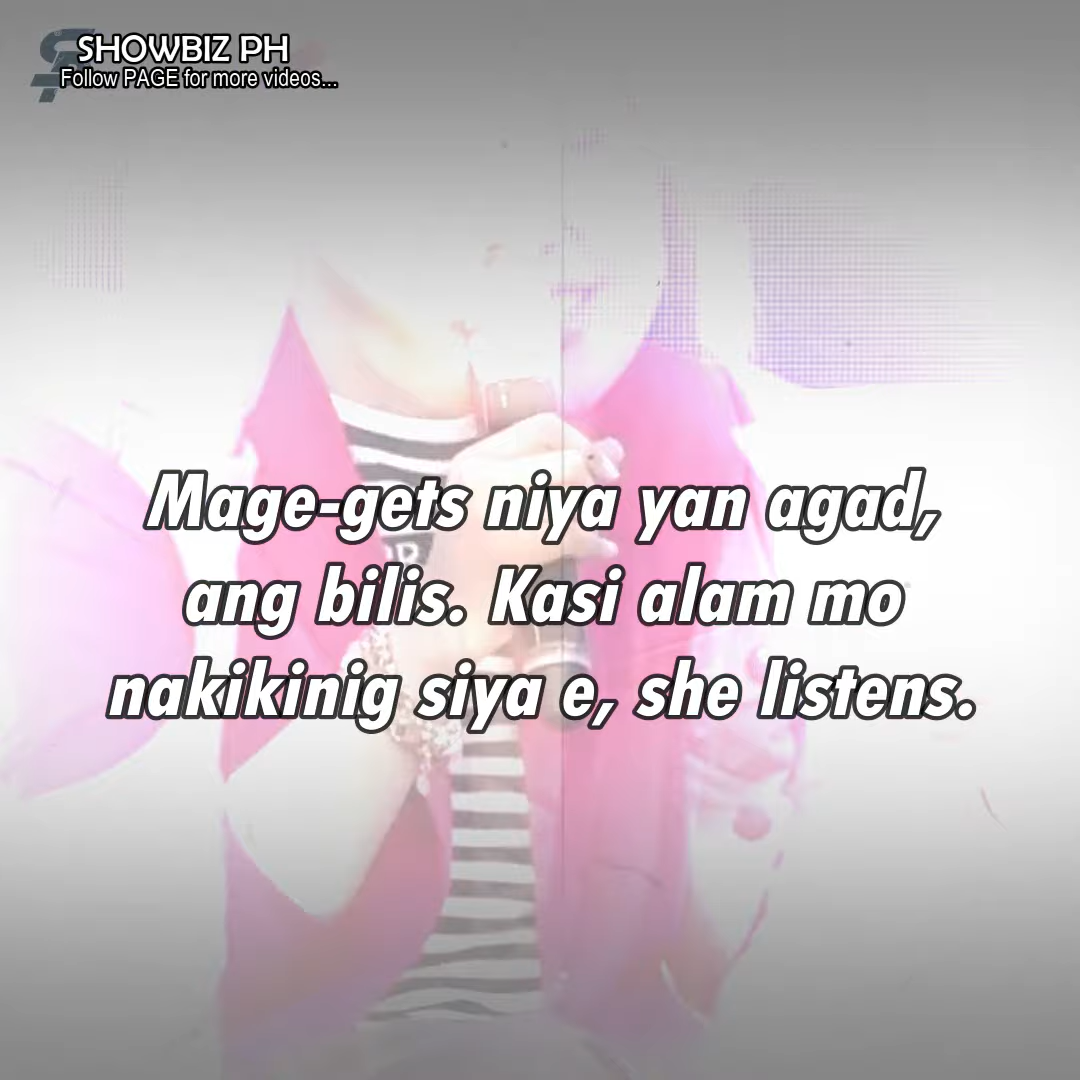 SHOWBIZ PH
Follow PAGE for more videos...
Mage-gets niya yan agad,
ang bilis. Kasi alam mo
nakikinig siya e, she listens.